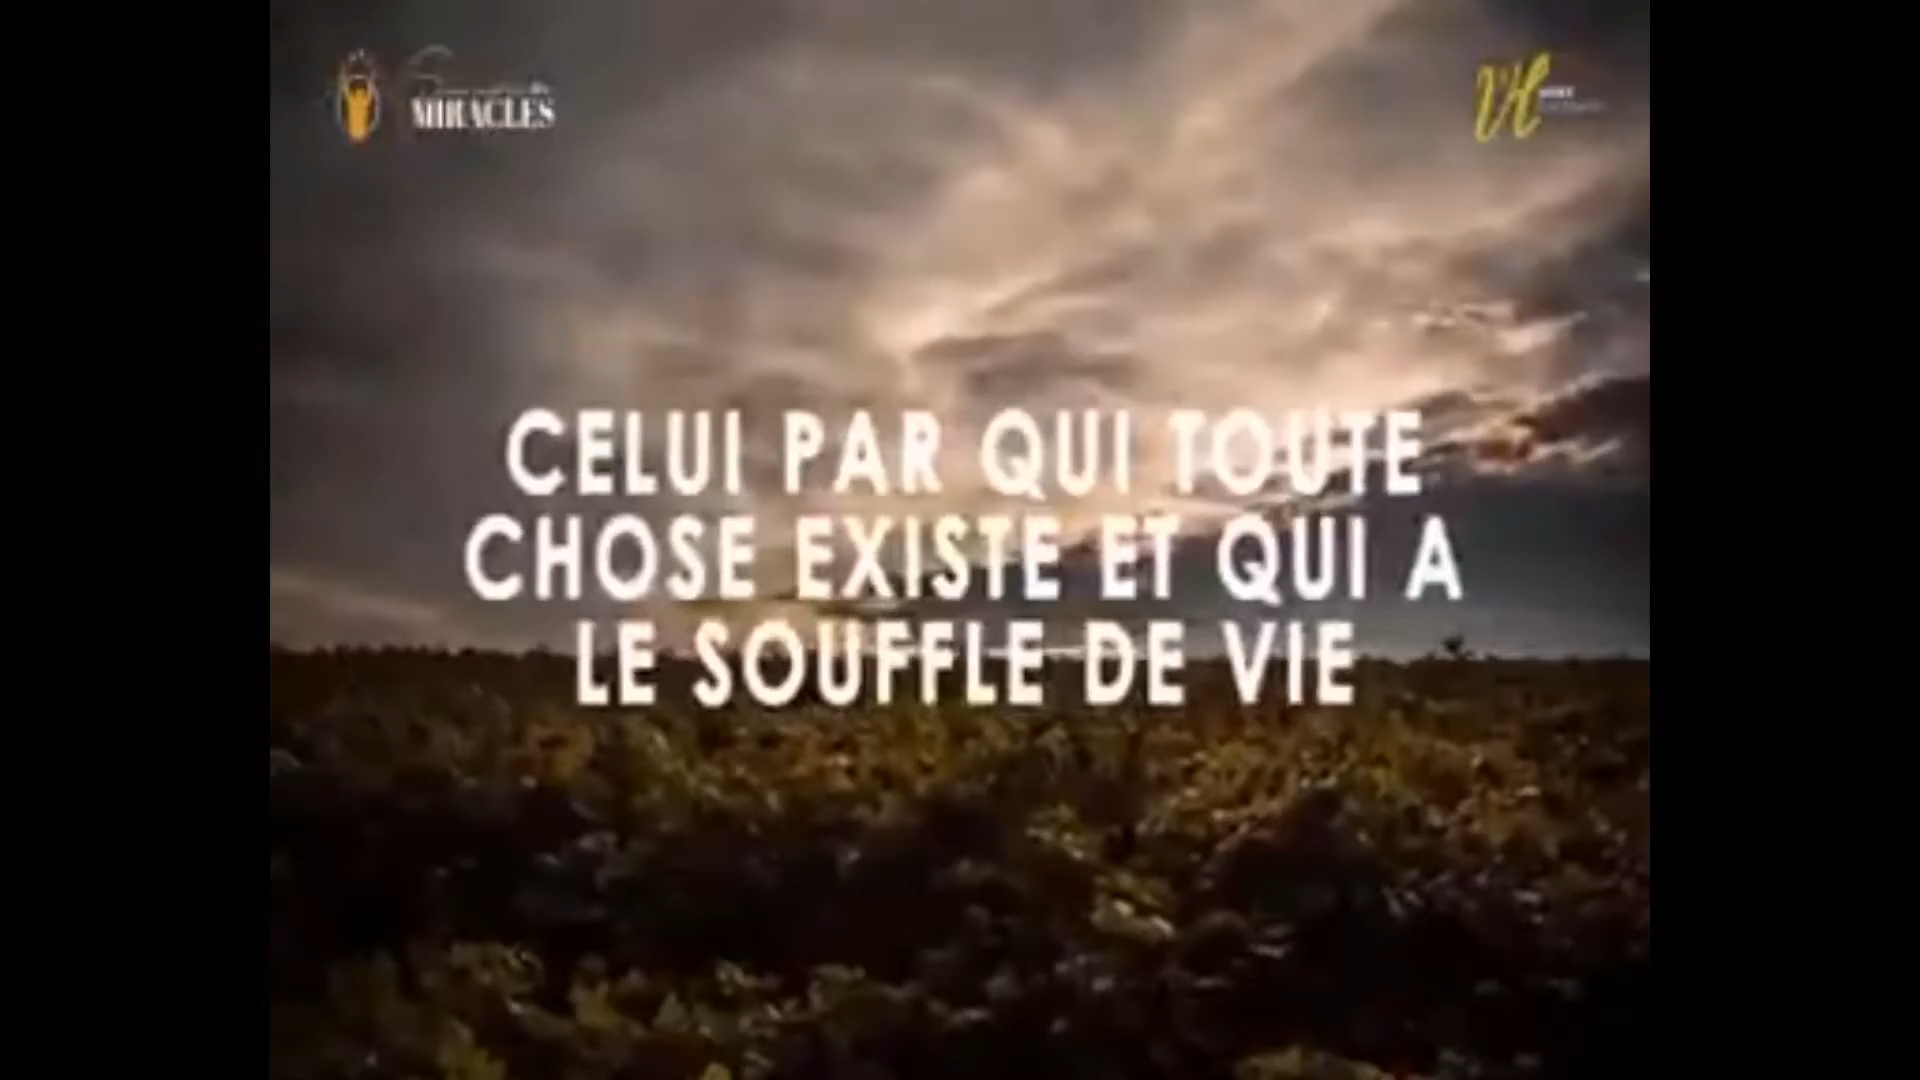 MIRACLES
CELUI PAR QUI TOUTE
CHOSE EXISTE ET QUI A
LE SOUFFLE DE VIE